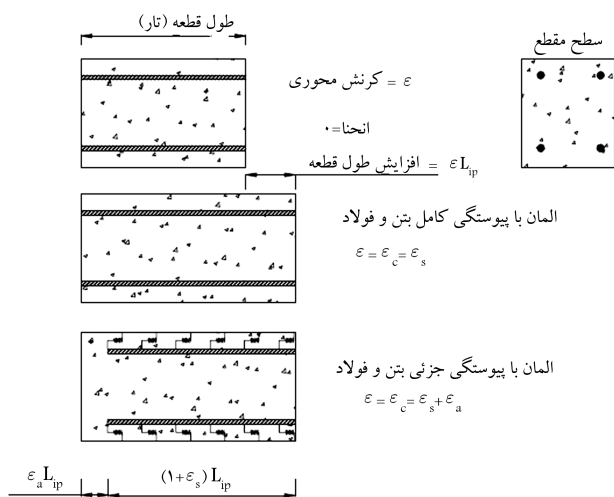 طول قطعه (تار)
سطح مقطع
ε = کرنش محوری
انحنا=۰
εL_ip = افزایش طول قطعه
المان با پیوستگی کامل بتن و فولاد
ε = ε_c = ε_s
المان با پیوستگی جزئی بتن و فولاد
ε = ε_c = ε_s + ε_a
ε_a L_ip
(۱+ε_s) L_ip